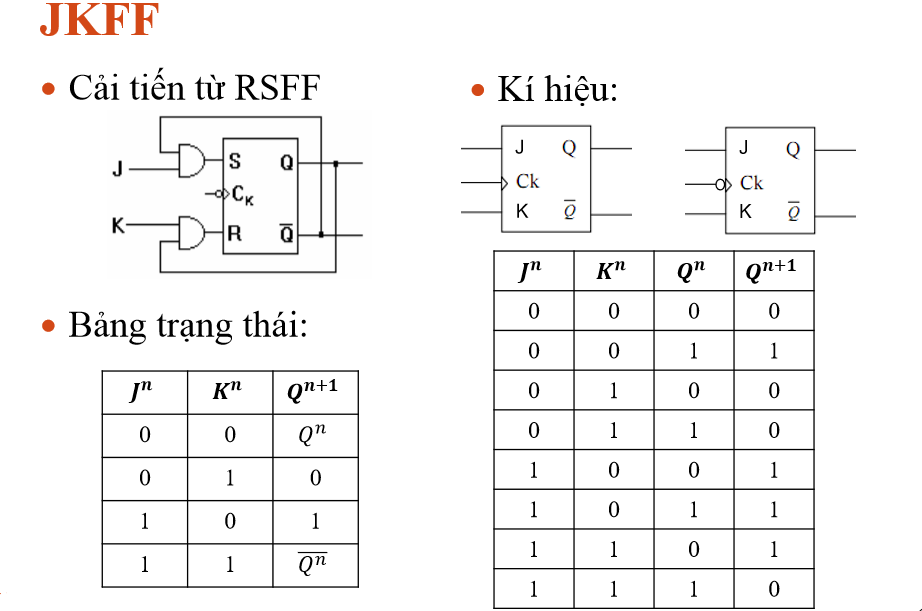 JKFF
• Cải tiến từ RSFF
J
K
S Q
Cᴋ
R Q̅
• Bảng trạng thái:
Jⁿ Kⁿ Qⁿ⁺¹
0 0 Qⁿ
0 1 0
1 0 1
1 1 Q̅ⁿ̅
• Kí hiệu:
J Q
Ck
K Q̅
J Q
Ck
K Q̅
Jⁿ Kⁿ Qⁿ Qⁿ⁺¹
0 0 0 0
0 0 1 1
0 1 0 0
0 1 1 0
1 0 0 1
1 0 1 1
1 1 0 1
1 1 1 0